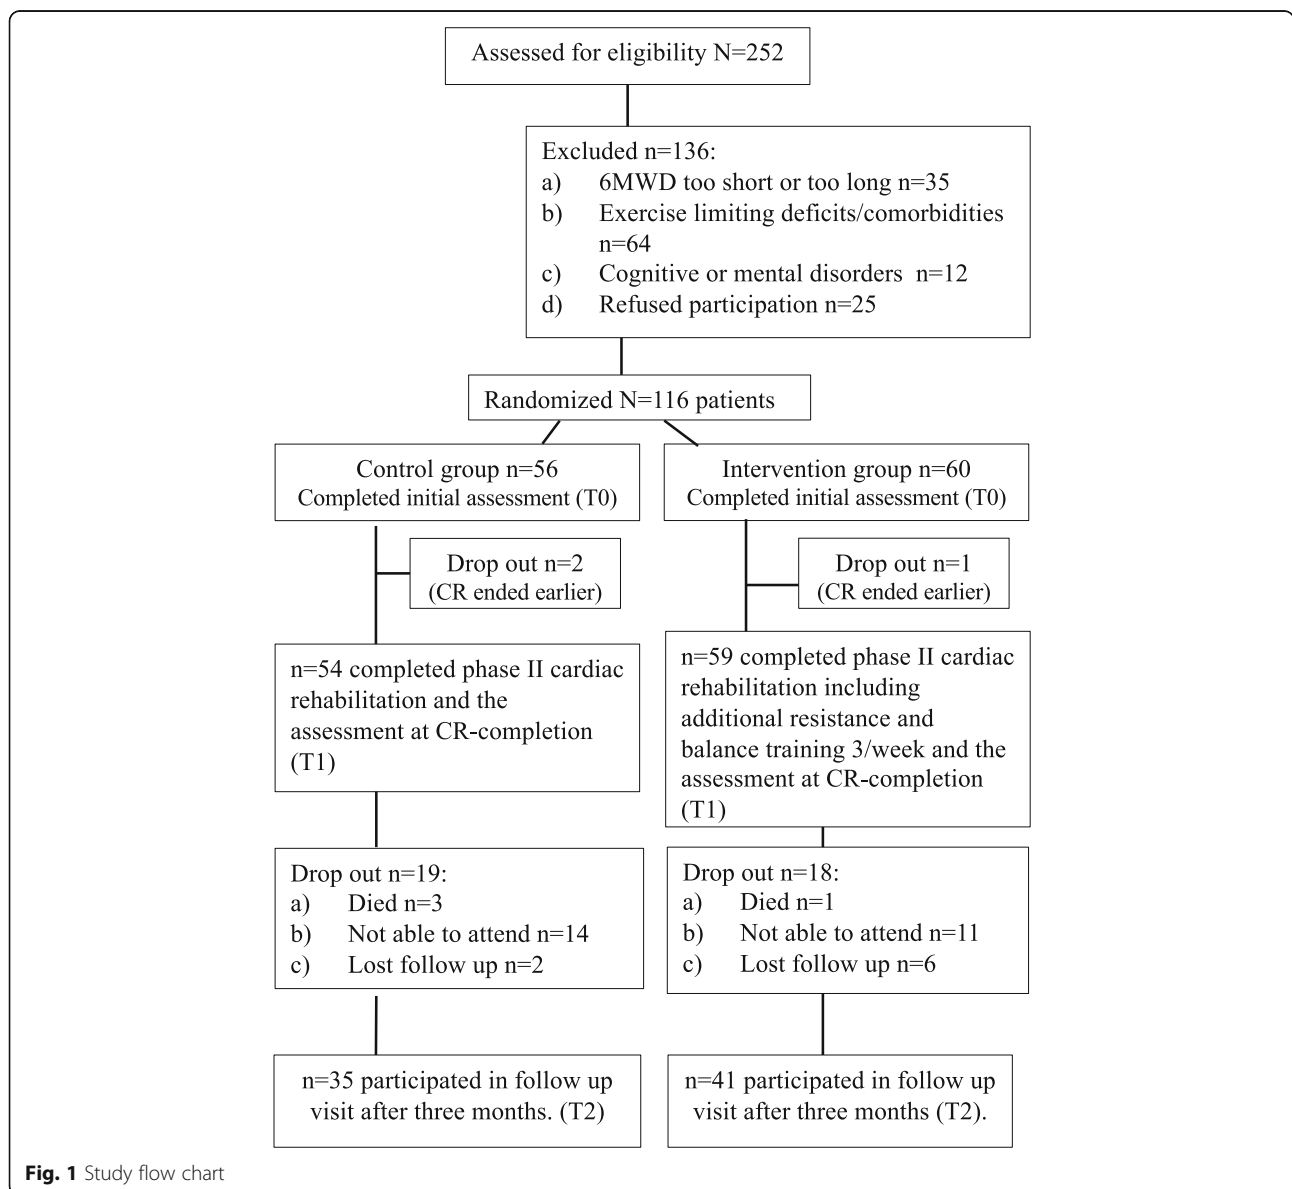 Assessed for eligibility N=252
Excluded n=136:
a) 6MWD too short or too long n=35
b) Exercise limiting deficits/comorbidities
n=64
c) Cognitive or mental disorders n=12
d) Refused participation n=25
Randomized N=116 patients
Control group n=56
Completed initial assessment (T0)
Intervention group n=60
Completed initial assessment (T0)
Drop out n=2
(CR ended earlier)
Drop out n=1
(CR ended earlier)
n=54 completed phase II cardiac
rehabilitation and the
assessment at CR-completion
(T1)
n=59 completed phase II cardiac
rehabilitation including
additional resistance and
balance training 3/week and the
assessment at CR-completion
(T1)
Drop out n=19:
a) Died n=3
b) Not able to attend n=14
c) Lost follow up n=2
Drop out n=18:
a) Died n=1
b) Not able to attend n=11
c) Lost follow up n=6
n=35 participated in follow up
visit after three months. (T2)
n=41 participated in follow up
visit after three months (T2).
Fig. 1 Study flow chart